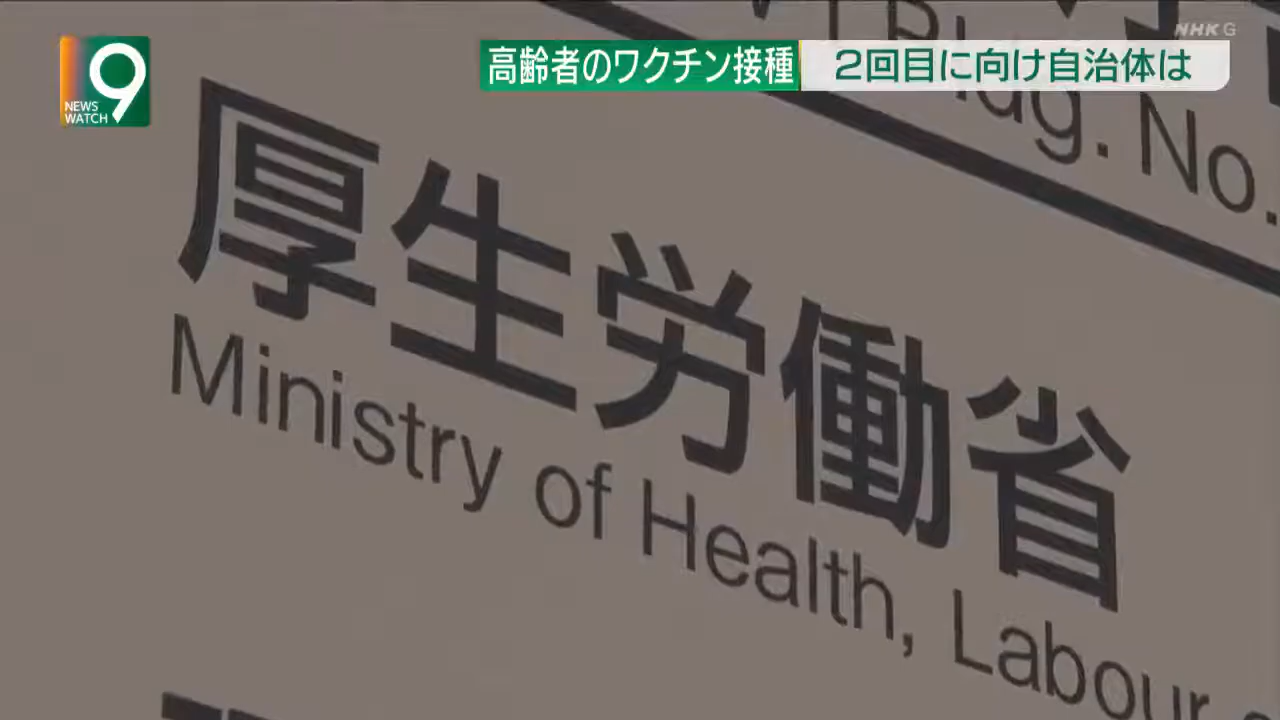 NHK G
9
NEWS
WATCH
高齢者のワクチン接種 2回目に向け自治体は
Bldg. No.
厚生労働省
Ministry of Health, Labour